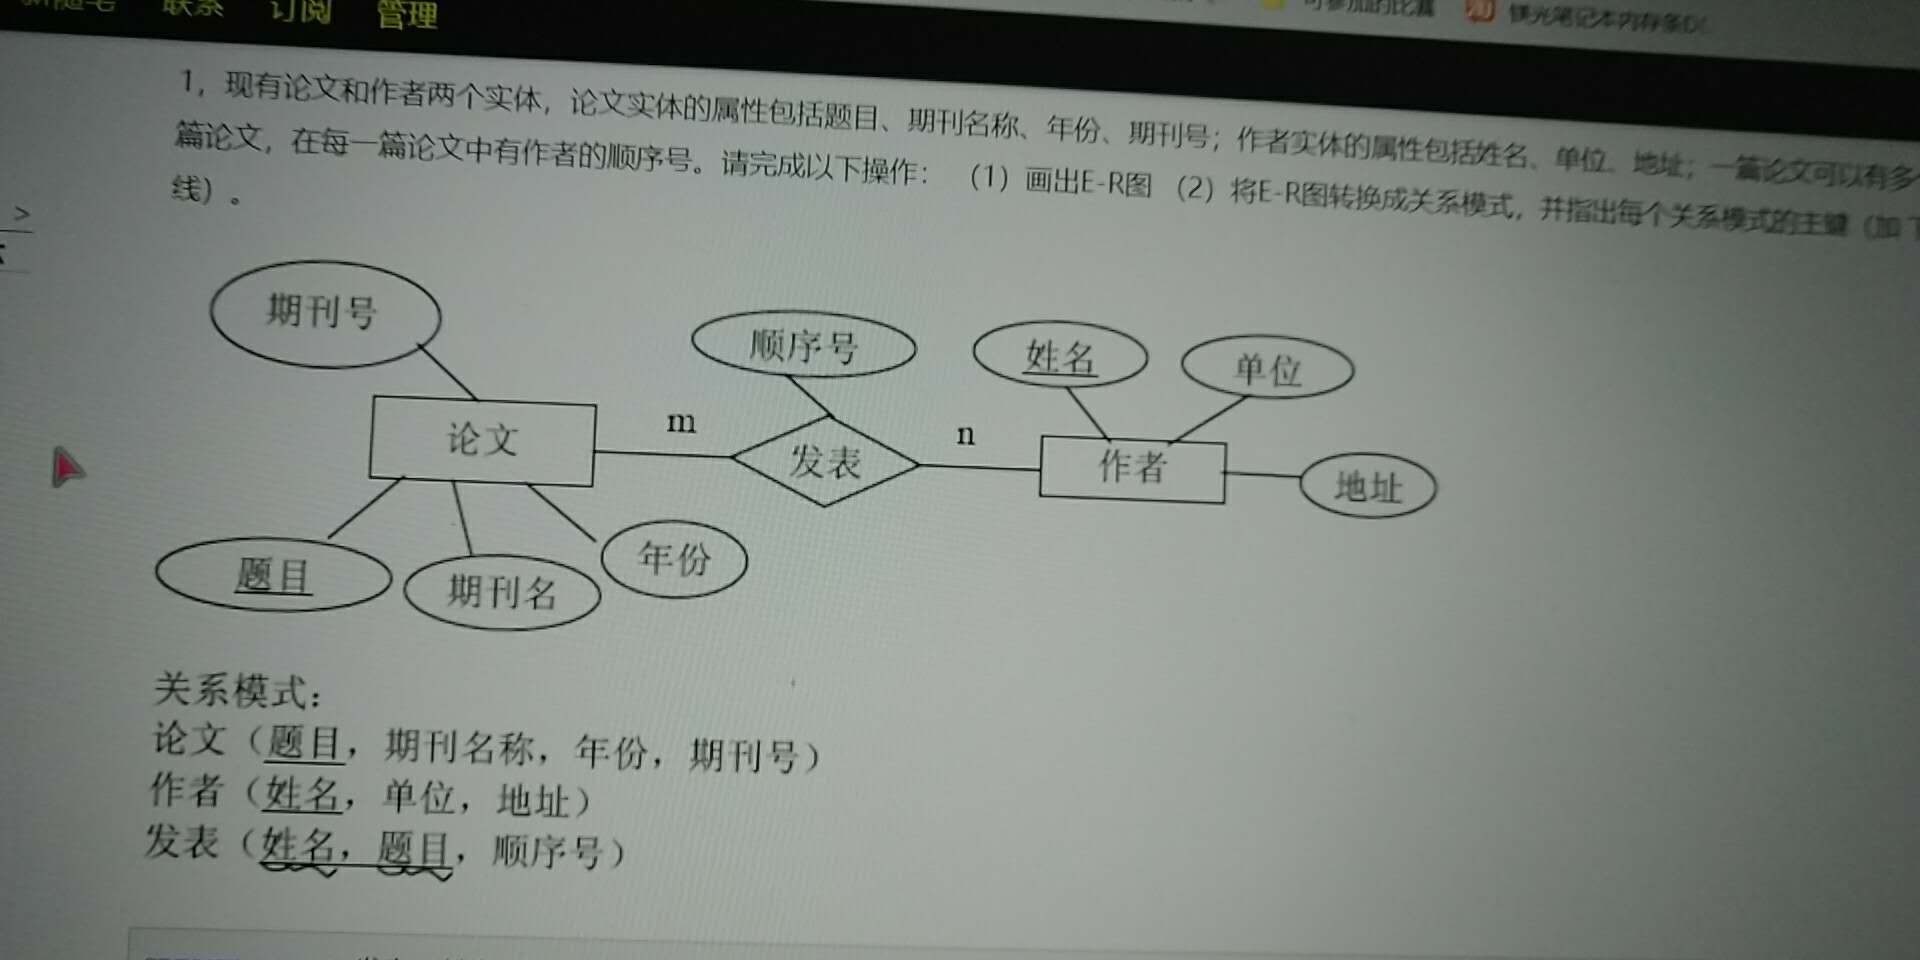 联系 订阅 管理
1，现有论文和作者两个实体，论文实体的属性包括题目、期刊名称、年份、期刊号；作者实体的属性包括姓名、单位、地址；一篇论文可以有多
篇论文，在每一篇论文中有作者的顺序号。请完成以下操作： （1）画出E-R图 （2）将E-R图转换成关系模式，并指出每个关系模式的主键（加下
线）。
期刊号
顺序号
姓名
单位
论文
m
发表
n
作者
地址
题目
期刊名
年份
关系模式：
论文（题目，期刊名称，年份，期刊号）
作者（姓名，单位，地址）
发表（姓名，题目，顺序号）